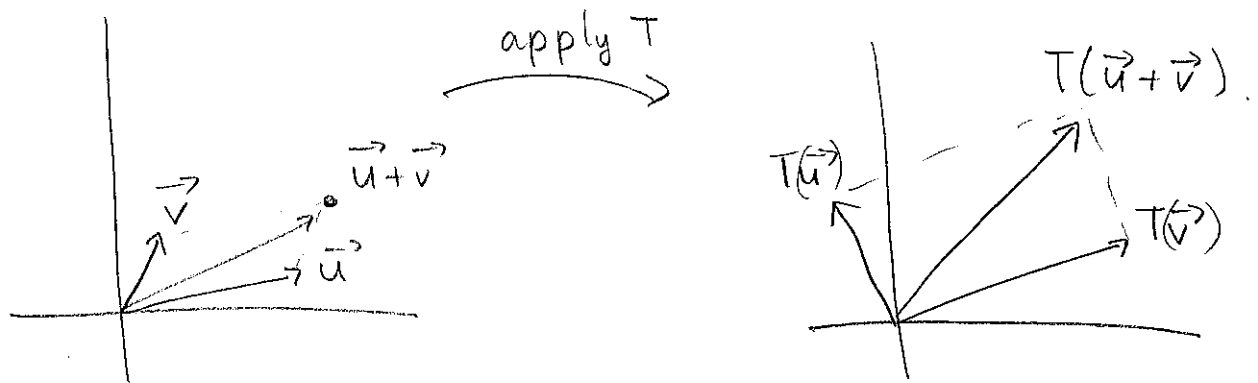 apply T
T(u⃗ + v⃗).
u⃗ + v⃗
v⃗
u⃗
T(u⃗)
T(v⃗)